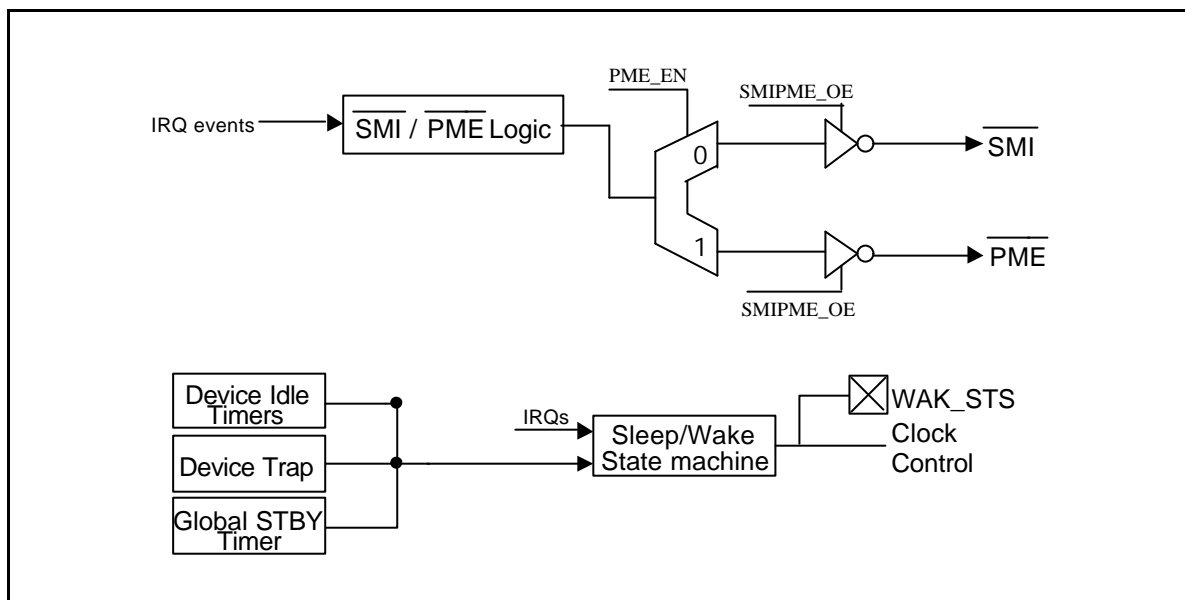 PME_EN
SMIPME_OE
IRQ events
SMI / PME Logic
0
SMI
1
PME
SMIPME_OE
Device Idle
Timers
Device Trap
Global STBY
Timer
IRQs
Sleep/Wake
State machine
WAK_STS
Clock
Control